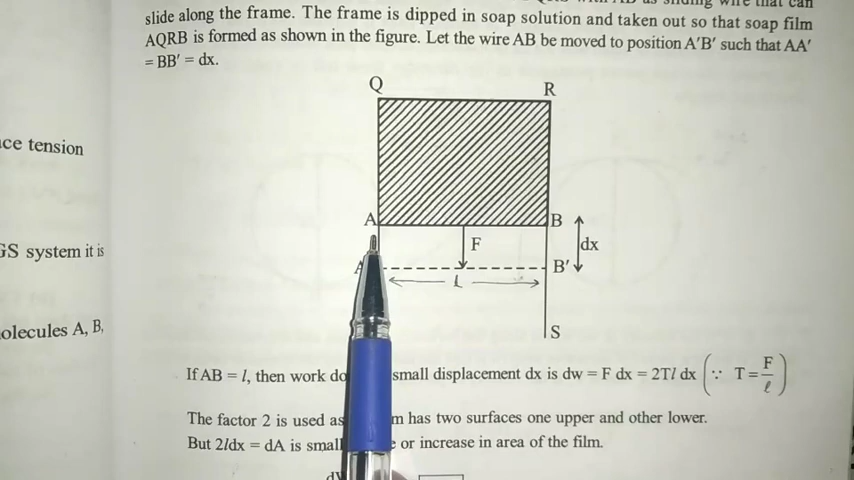 slide along the frame. The frame is dipped in soap solution and taken out so that soap film
AQRB is formed as shown in the figure. Let the wire AB be moved to position A′B′ such that AA′
= BB′ = dx.
Q
R
ce tension
A
B
F
dx
GS system it is
B′
l
olecules A, B,
S
If AB = l, then work do small displacement dx is dw = F dx = 2Tl dx (∵ T = F/ℓ)
The factor 2 is used as m has two surfaces one upper and other lower.
But 2ldx = dA is small or increase in area of the film.